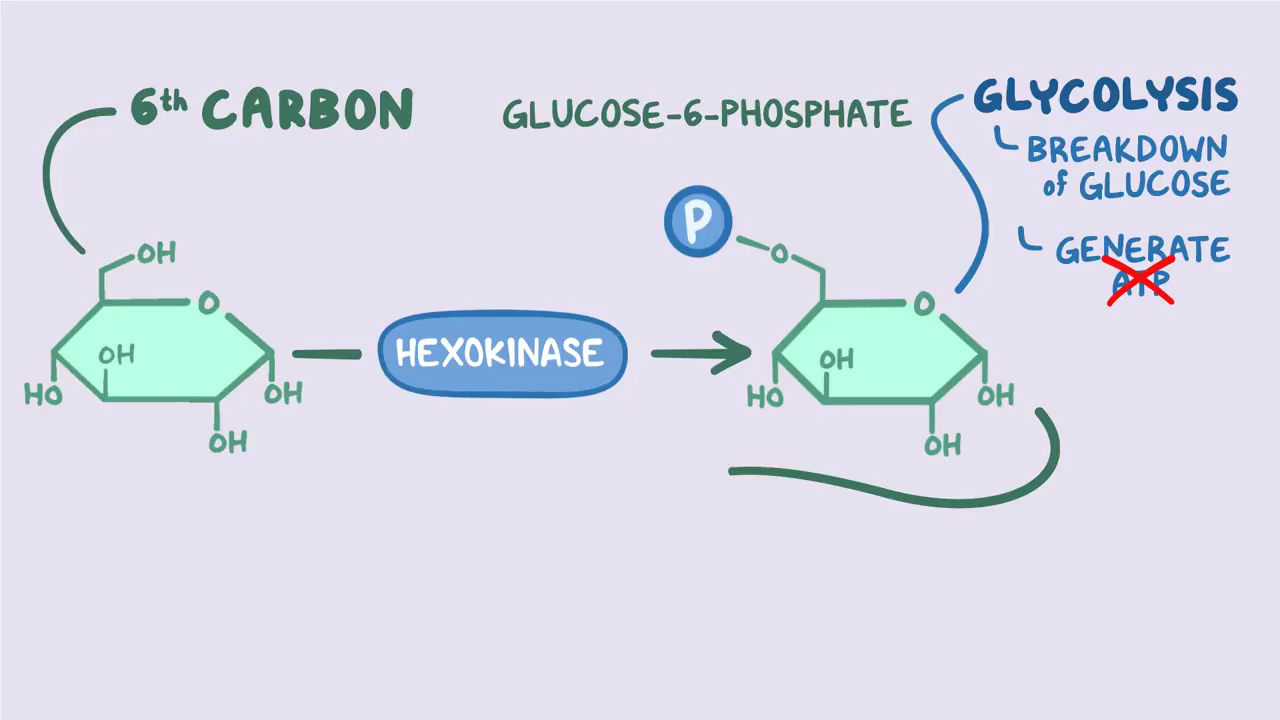 6th CARBON
GLUCOSE-6-PHOSPHATE
GLYCOLYSIS
BREAKDOWN
of GLUCOSE
GENERATE
ATP
P
OH
O
OH
HO
OH
OH
HEXOKINASE
O
O
OH
HO
OH
OH